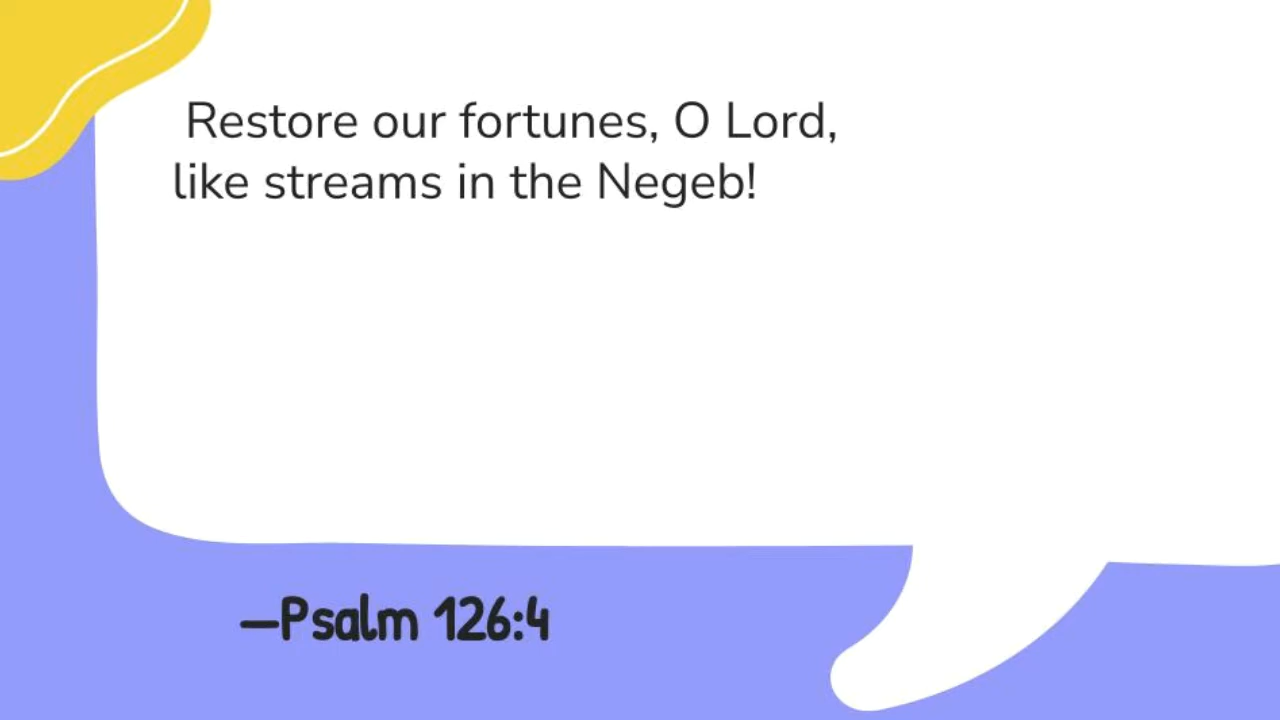 Restore our fortunes, O Lord,
like streams in the Negeb!
—Psalm 126:4